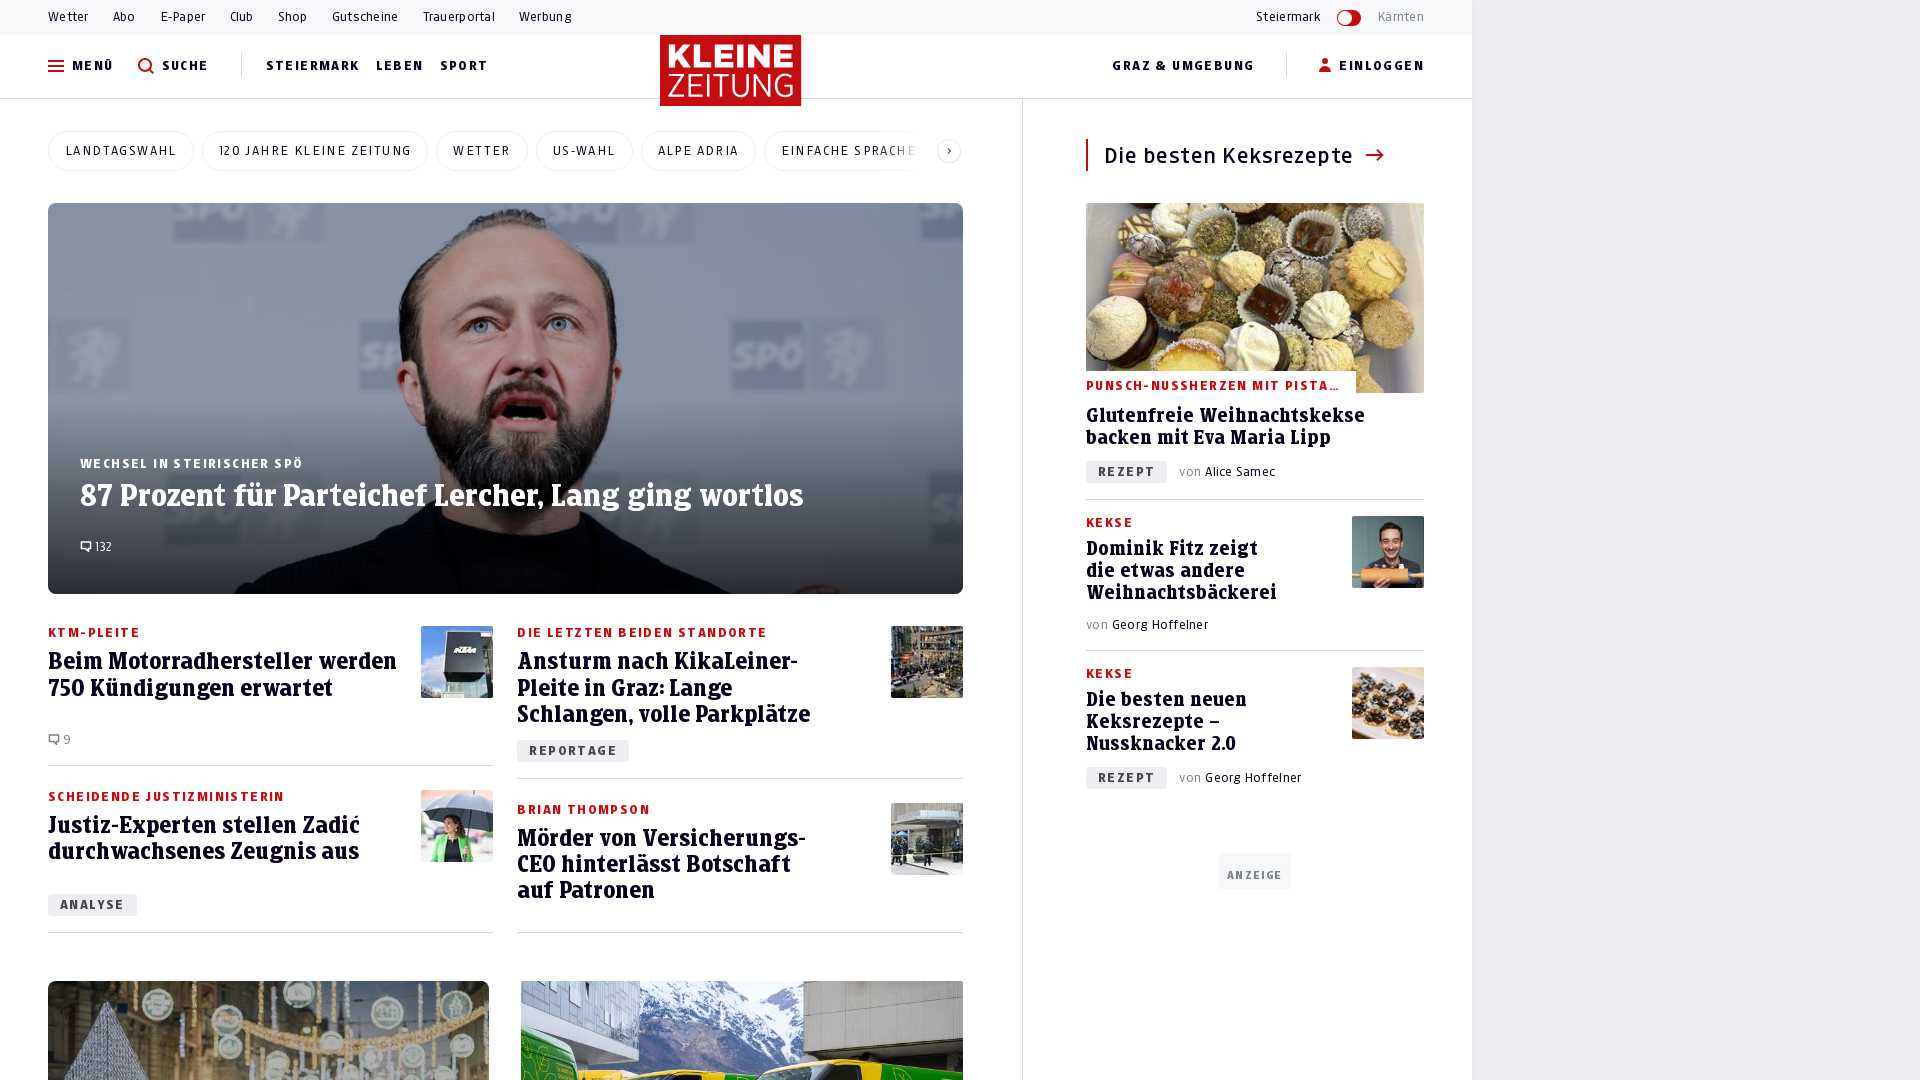 Wetter Abo E-Paper Club Shop Gutscheine Trauerportal Werbung Steiermark Kärnten
MENÜ SUCHE STEIERMARK LEBEN SPORT KLEINE ZEITUNG GRAZ & UMGEBUNG EINLOGGEN
LANDTAGSWAHL 120 JAHRE KLEINE ZEITUNG WETTER US-WAHL ALPE ADRIA EINFACHE SPRACHE
WECHSEL IN STEIRISCHER SPÖ
87 Prozent für Parteichef Lercher, Lang ging wortlos
132
KTM-PLEITE
Beim Motorradhersteller werden
750 Kündigungen erwartet
9
DIE LETZTEN BEIDEN STANDORTE
Ansturm nach KikaLeiner-
Pleite in Graz: Lange
Schlangen, volle Parkplätze
REPORTAGE
SCHEIDENDE JUSTIZMINISTERIN
Justiz-Experten stellen Zadić
durchwachsenes Zeugnis aus
ANALYSE
BRIAN THOMPSON
Mörder von Versicherungs-
CEO hinterlässt Botschaft
auf Patronen
Die besten Keksrezepte
PUNSCH-NUSSHERZEN MIT PISTA...
Glutenfreie Weihnachtskekse
backen mit Eva Maria Lipp
REZEPT von Alice Samec
KEKSE
Dominik Fitz zeigt
die etwas andere
Weihnachtsbäckerei
von Georg Hoffelner
KEKSE
Die besten neuen
Keksrezepte –
Nussknacker 2.0
REZEPT von Georg Hoffelner
ANZEIGE